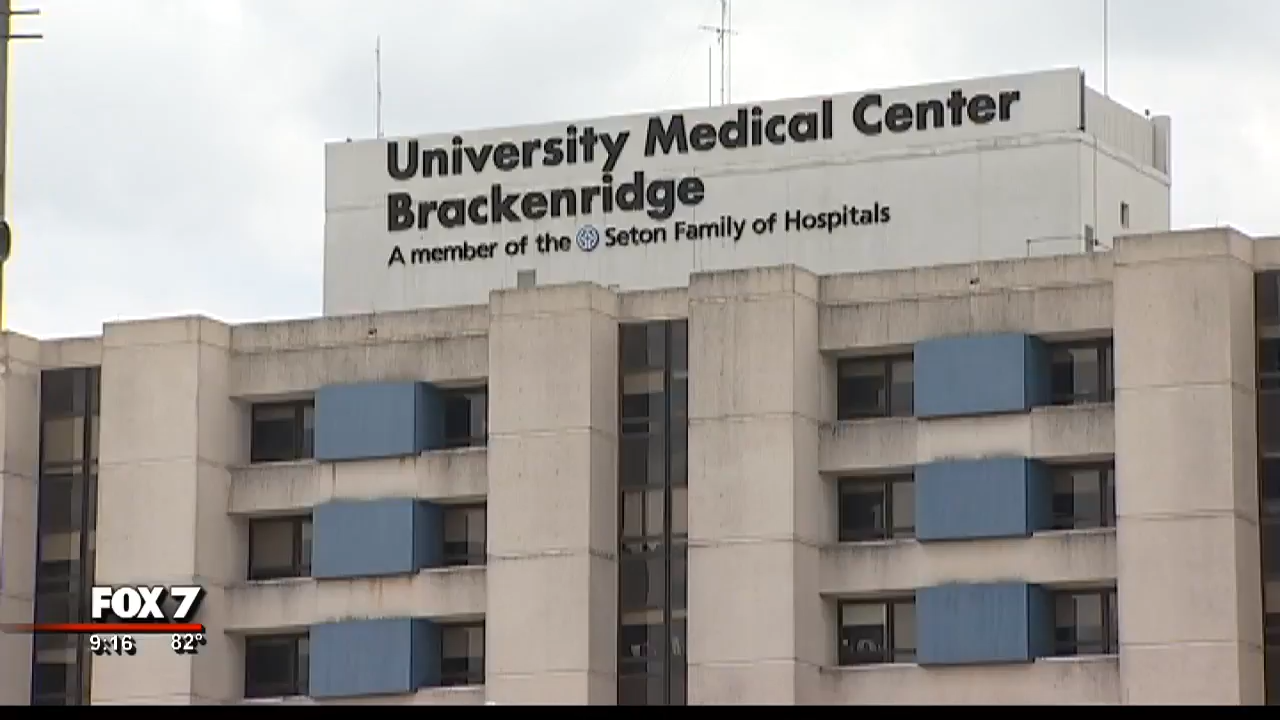 University Medical Center
Brackenridge
A member of the Seton Family of Hospitals
FOX 7
9:16 82°